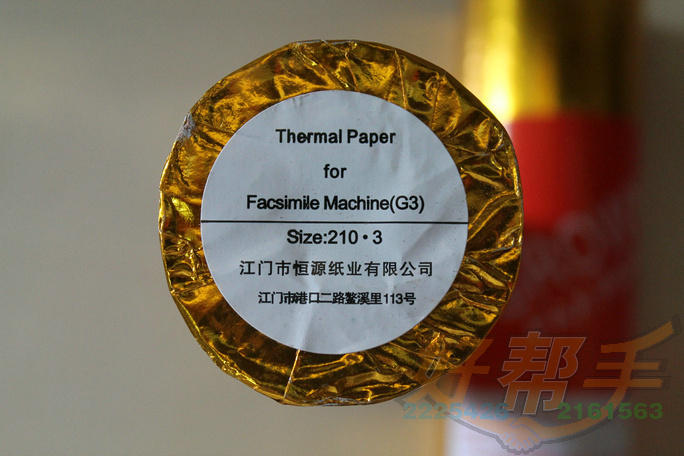 Thermal Paper
for
Facsimile Machine(G3)
Size:210·3
江门市恒源纸业有限公司
江门市港口二路鳌溪里113号
好帮手
2161563